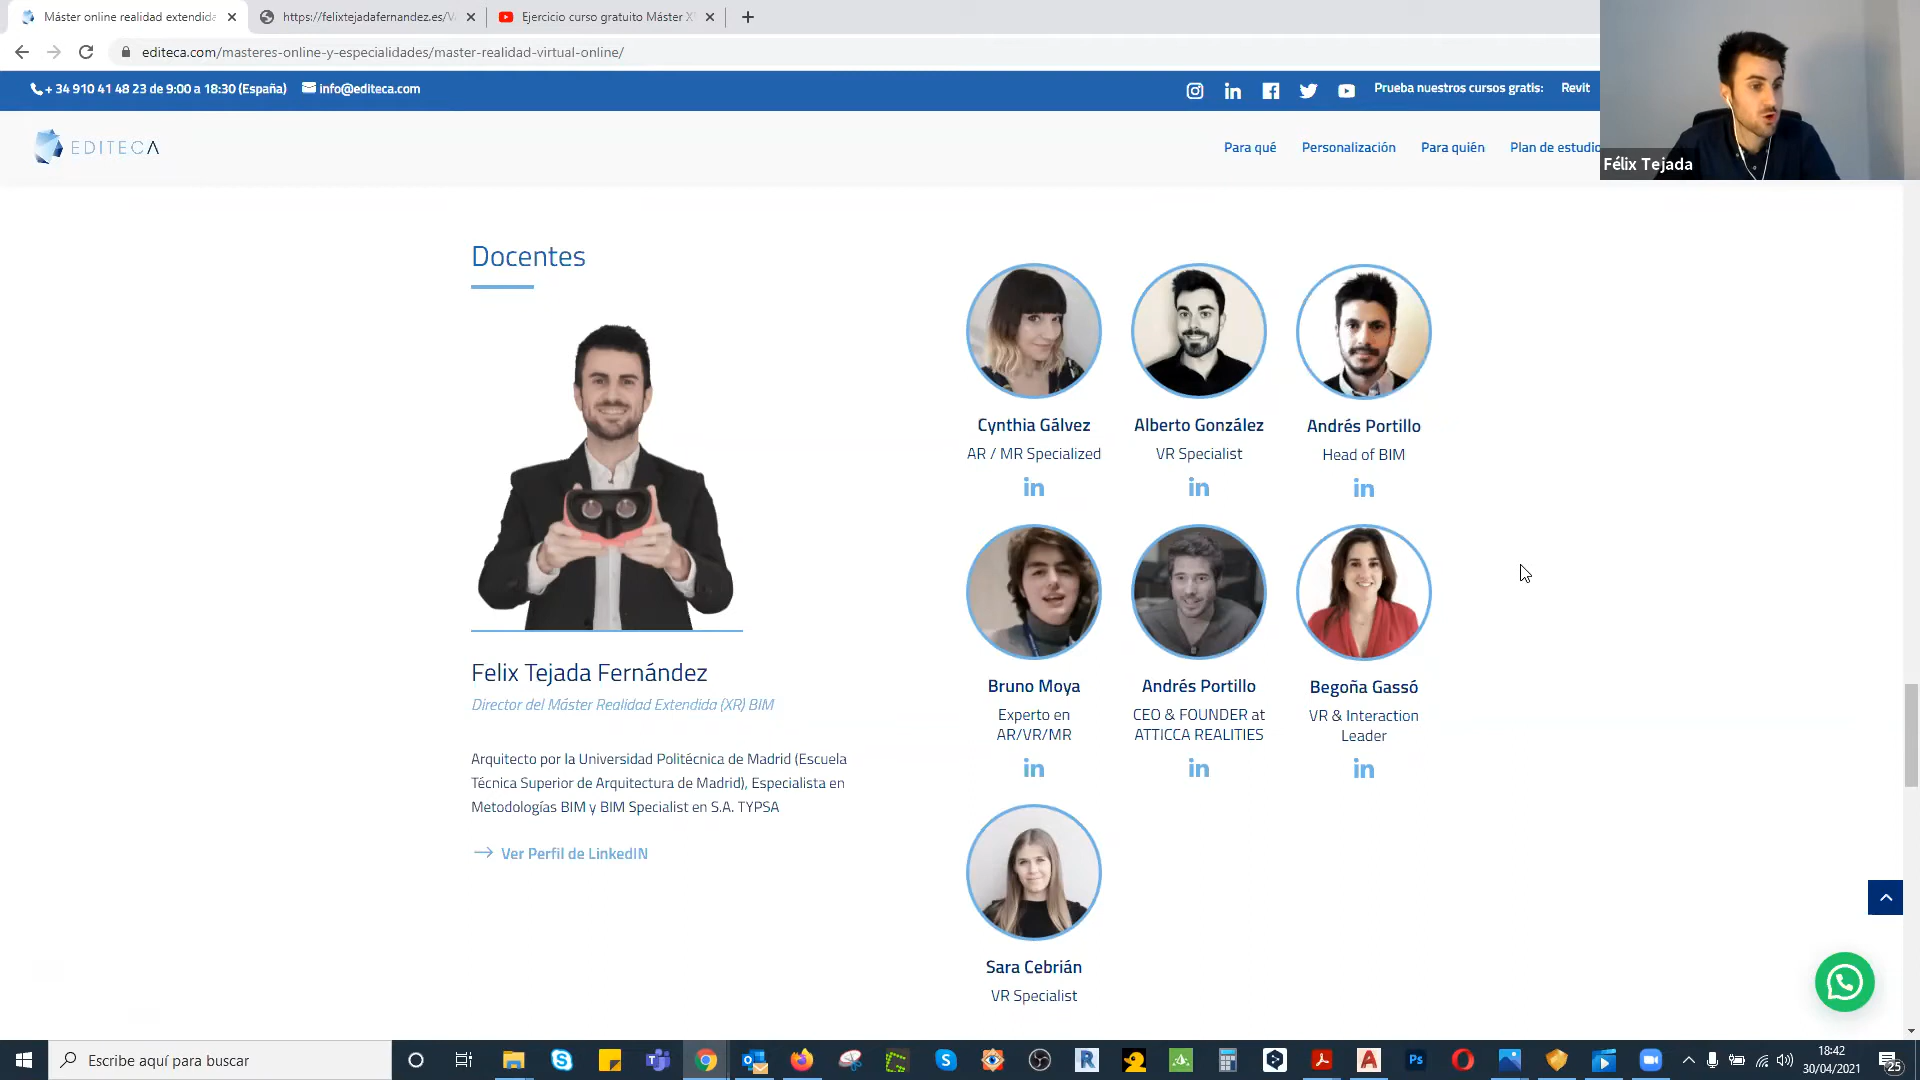 Máster online realidad extendida
https://felixtejadafernandez.es/V
Ejercicio curso gratuito Máster X
editeca.com/masteres-online-y-especialidades/master-realidad-virtual-online/
+ 34 910 41 48 23 de 9:00 a 18:30 (España)
info@editeca.com
Prueba nuestros cursos gratis:
Revit
EDITECA
Para qué
Personalización
Para quién
Plan de estudio
Félix Tejada
Docentes
Felix Tejada Fernández
Director del Máster Realidad Extendida (XR) BIM
Arquitecto por la Universidad Politécnica de Madrid (Escuela
Técnica Superior de Arquitectura de Madrid), Especialista en
Metodologías BIM y BIM Specialist en S.A. TYPSA
Ver Perfil de LinkedIN
Cynthia Gálvez
AR / MR Specialized
in
Alberto González
VR Specialist
in
Andrés Portillo
Head of BIM
in
Bruno Moya
Experto en
AR/VR/MR
in
Andrés Portillo
CEO & FOUNDER at
ATTICCA REALITIES
in
Begoña Gassó
VR & Interaction
Leader
in
Sara Cebrián
VR Specialist
Escribe aquí para buscar
18:42
30/04/2021
25